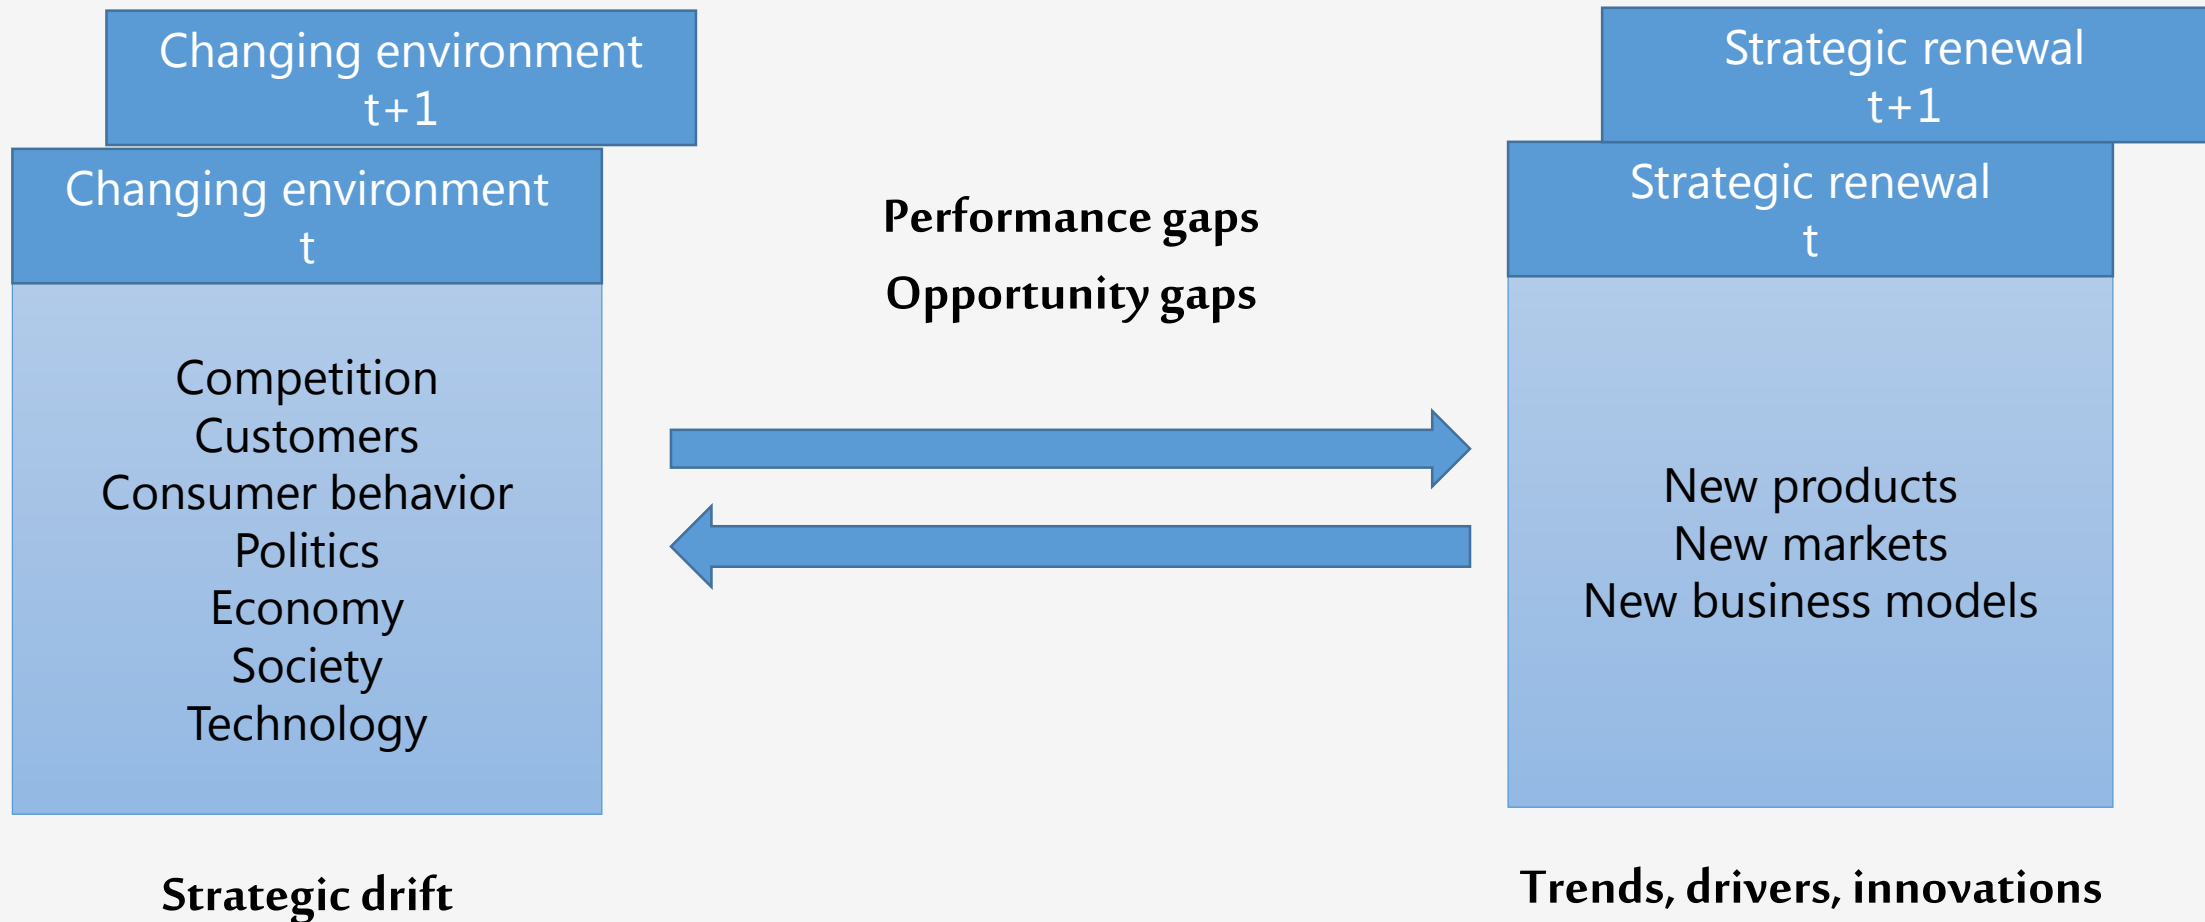 Changing environment
t+1
Changing environment
t
Competition
Customers
Consumer behavior
Politics
Economy
Society
Technology
Strategic drift
Performance gaps
Opportunity gaps
Strategic renewal
t+1
Strategic renewal
t
New products
New markets
New business models
Trends, drivers, innovations